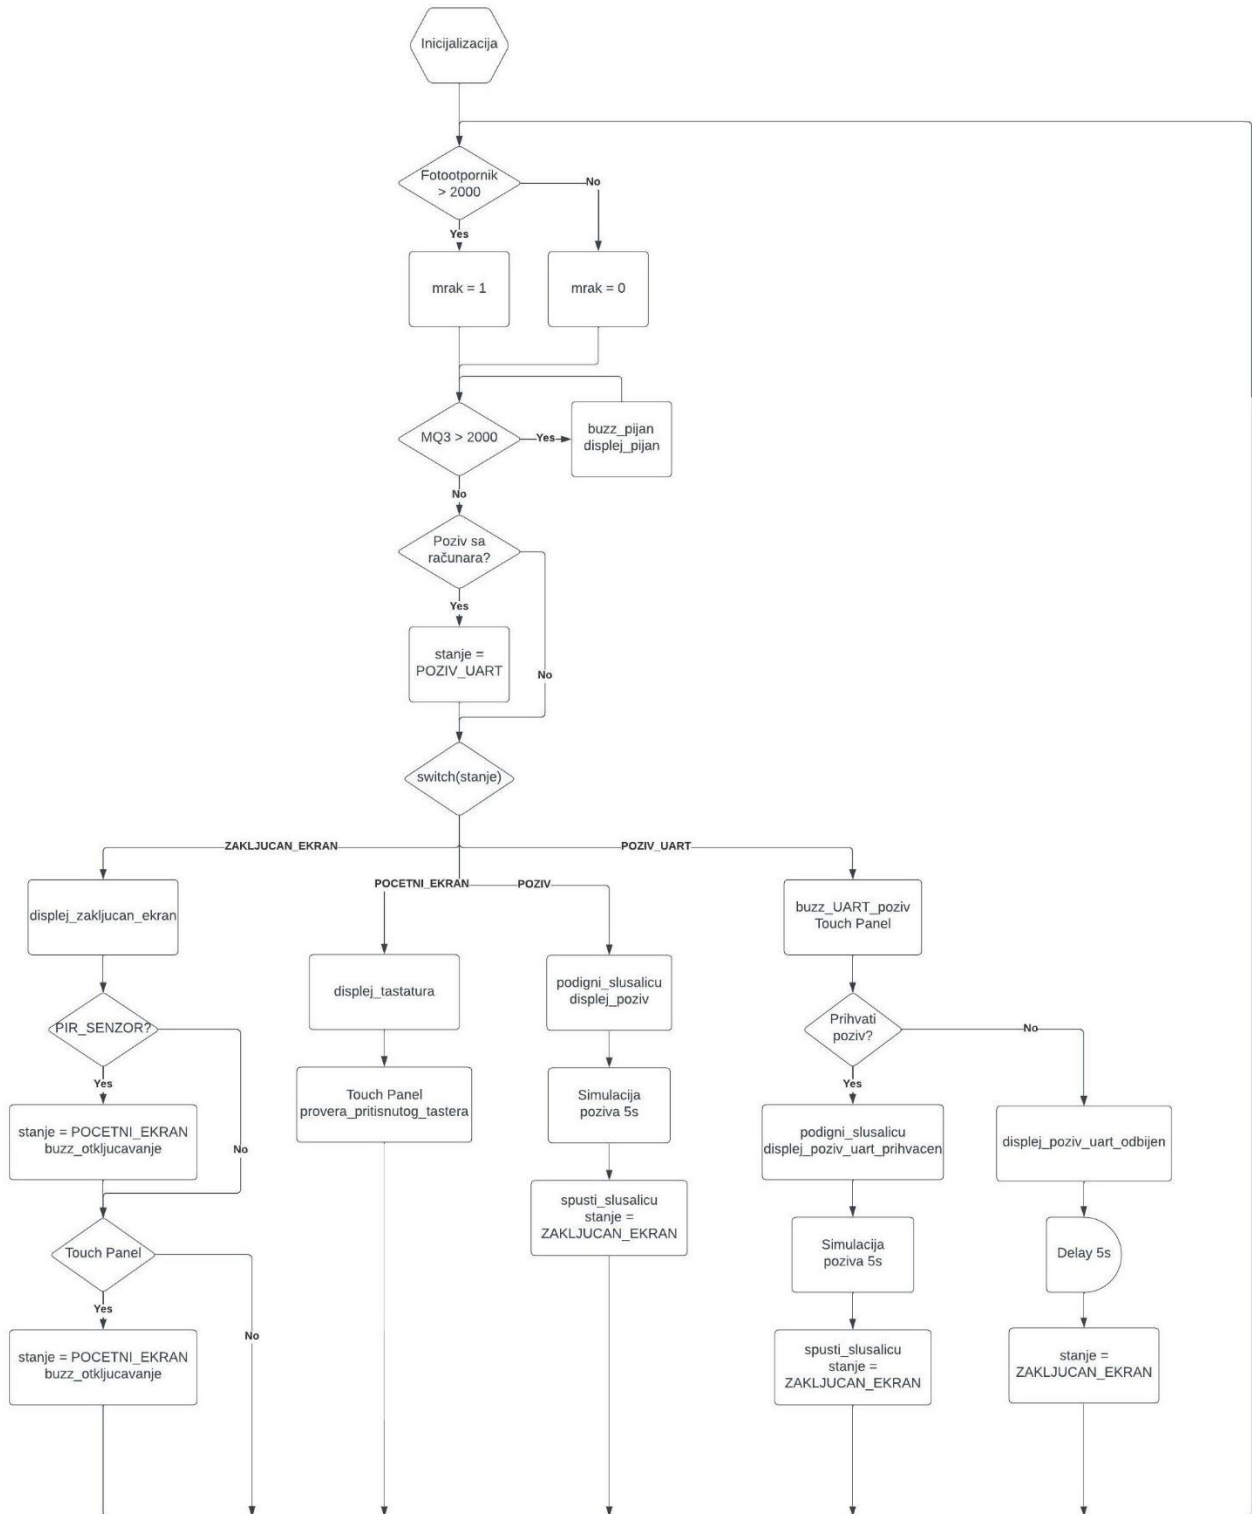 Inicijalizacija
Fotootpornik
> 2000
No
Yes
mrak = 1
mrak = 0
MQ3 > 2000
Yes
buzz_pijan
displej_pijan
No
Poziv sa
računara?
Yes
stanje =
POZIV_UART
No
switch(stanje)
ZAKLJUCAN_EKRAN
POZIV_UART
POCETNI_EKRAN
POZIV
displej_zakljucan_ekran
PIR_SENZOR?
Yes
No
stanje = POCETNI_EKRAN
buzz_otkljucavanje
Touch Panel
Yes
No
stanje = POCETNI_EKRAN
buzz_otkljucavanje
displej_tastatura
Touch Panel
provera_pritisnutog_tastera
podigni_slusalicu
displej_poziv
Simulacija
poziva 5s
spusti_slusalicu
stanje =
ZAKLJUCAN_EKRAN
buzz_UART_poziv
Touch Panel
Prihvati
poziv?
No
Yes
podigni_slusalicu
displej_poziv_uart_prihvacen
Simulacija
poziva 5s
spusti_slusalicu
stanje =
ZAKLJUCAN_EKRAN
displej_poziv_uart_odbijen
Delay 5s
stanje =
ZAKLJUCAN_EKRAN